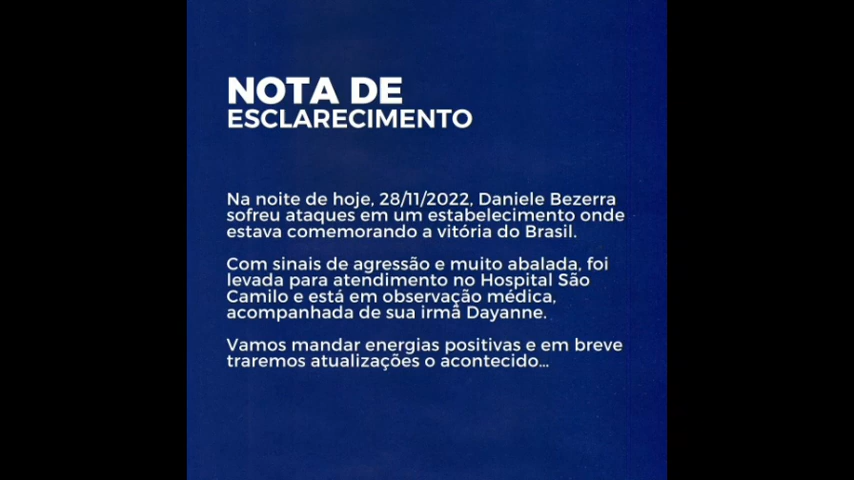 NOTA DE
ESCLARECIMENTO
Na noite de hoje, 28/11/2022, Daniele Bezerra
sofreu ataques em um estabelecimento onde
estava comemorando a vitória do Brasil.
Com sinais de agressão e muito abalada, foi
levada para atendimento no Hospital São
Camilo e está em observação médica,
acompanhada de sua irmã Dayanne.
Vamos mandar energias positivas e em breve
traremos atualizações o acontecido...